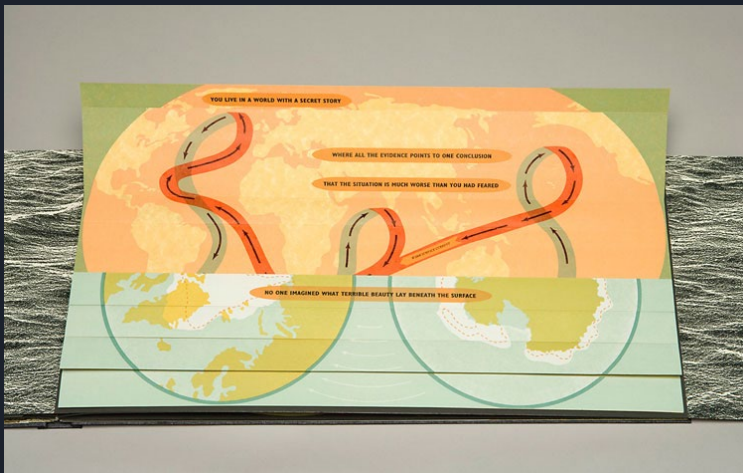 YOU LIVE IN A WORLD WITH A SECRET STORY
WHERE ALL THE EVIDENCE POINTS TO ONE CONCLUSION
THAT THE SITUATION IS MUCH WORSE THAN YOU HAD FEARED
NO ONE IMAGINED WHAT TERRIBLE BEAUTY LAY BENEATH THE SURFACE